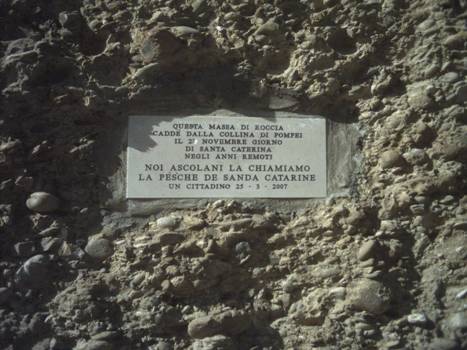 QUESTA MASSA DI ROCCIA
CADDE DALLA COLLINA DI POMPEI
IL 25 NOVEMBRE GIORNO
DI SANTA CATERINA
NEGLI ANNI REMOTI
NOI ASCOLANI LA CHIAMIAMO
LA PESCHE DE SANDA CATARINE
UN CITTADINO 25 - 3 - 2007